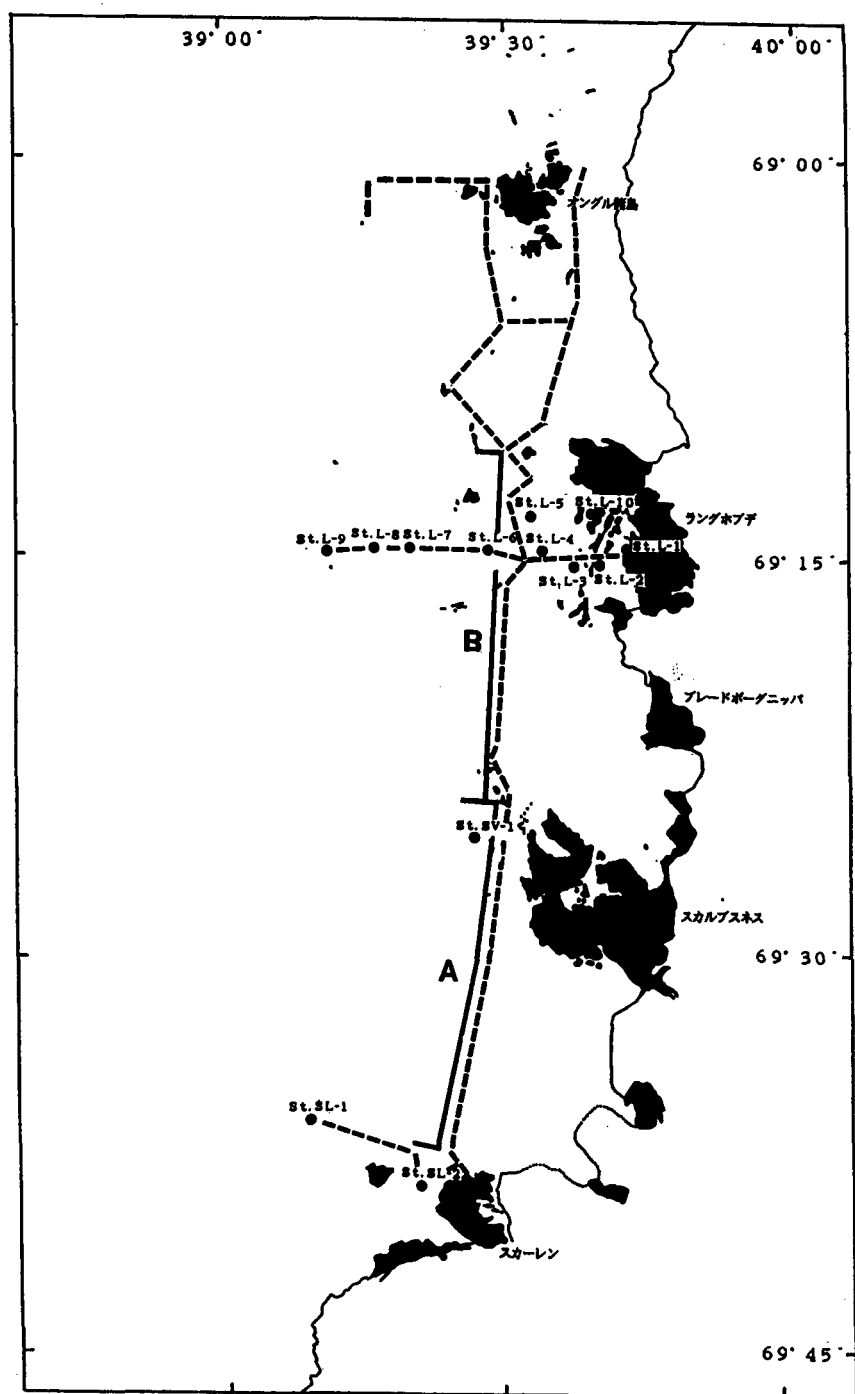 39° 00′
39° 30′
40° 00′
69° 00′
オングル諸島
St.L-5
St.L-10
ラングホブデ
St.L-9
St.L-8
St.L-7
St.L-6
St.L-4
St.L-1
69° 15′
St.L-3
St.L-2
B
ブレードボーグニッパ
St.SV-1
スカルブスネス
A
69° 30′
St.SL-1
St.SL-2
スカーレン
69° 45′